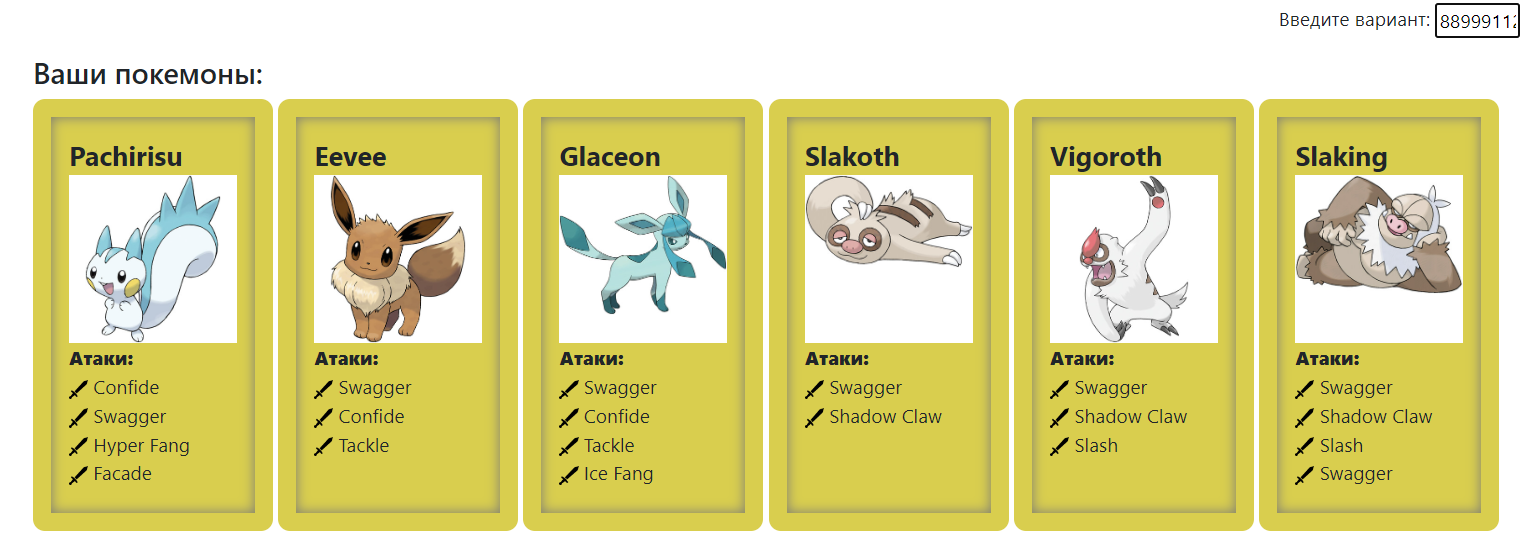 Введите вариант: 8899911
Ваши покемоны:
Pachirisu
Атаки:
Confide
Swagger
Hyper Fang
Facade
Eevee
Атаки:
Swagger
Confide
Tackle
Glaceon
Атаки:
Swagger
Confide
Tackle
Ice Fang
Slakoth
Атаки:
Swagger
Shadow Claw
Vigoroth
Атаки:
Swagger
Shadow Claw
Slash
Slaking
Атаки:
Swagger
Shadow Claw
Slash
Swagger